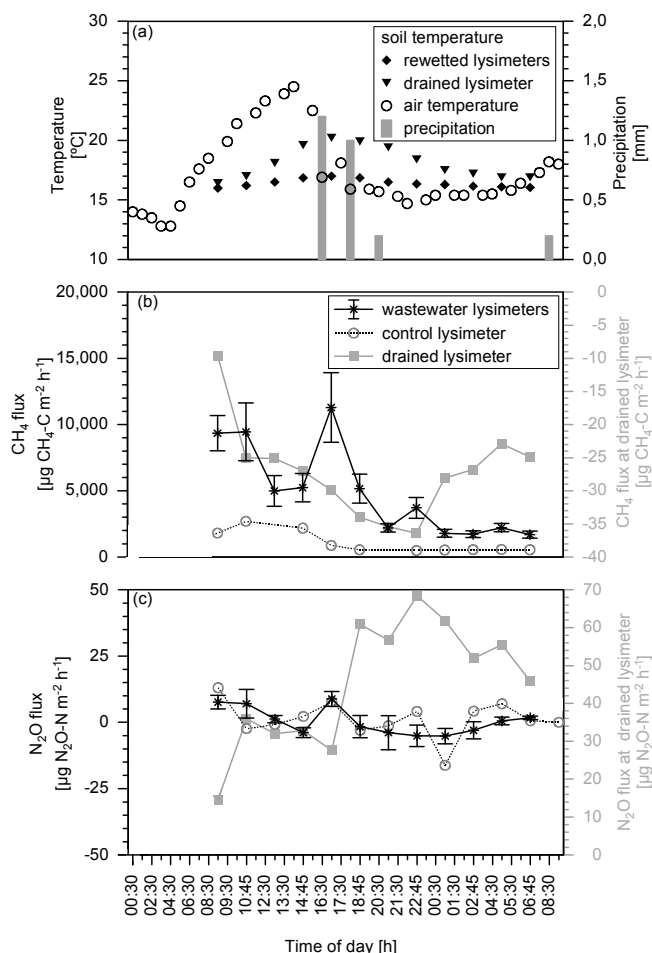 (a)
30
25
20
15
10
Temperature
[ºC]
soil temperature
rewetted lysimeters
drained lysimeter
air temperature
precipitation
2,0
1,5
1,0
0,5
0,0
Precipitation
[mm]
(b)
20,000
15,000
10,000
5,000
0
CH4 flux
[µg CH4-C m-2 h-1]
wastewater lysimeters
control lysimeter
drained lysimeter
0
-5
-10
-15
-20
-25
-30
-35
-40
CH4 flux at drained lysimeter
[µg CH4-C m-2 h-1]
(c)
50
25
0
-25
-50
N2O flux
[µg N2O-N m-2 h-1]
70
60
50
40
30
20
10
0
N2O flux at drained lysimeter
[µg N2O-N m-2 h-1]
00:30
02:30
04:30
06:30
08:30
09:30
10:45
12:30
13:30
14:45
16:30
17:30
18:45
20:30
21:30
22:45
00:30
01:30
02:45
04:30
05:30
06:45
08:30
Time of day [h]